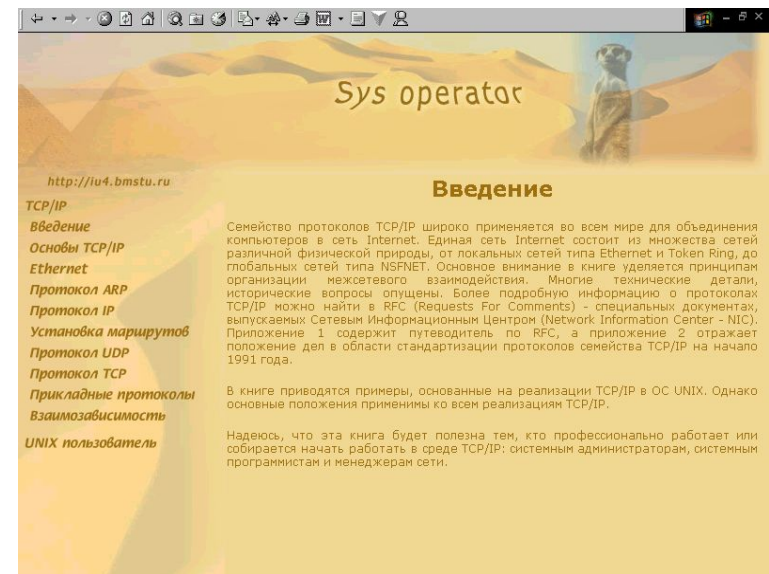 Sys operator
http://iu4.bmstu.ru
TCP/IP
Введение
Основы TCP/IP
Ethernet
Протокол ARP
Протокол IP
Установка маршрутов
Протокол UDP
Протокол TCP
Прикладные протоколы
Взаимозависимость
UNIX пользователь
Введение
Семейство протоколов TCP/IP широко применяется во всем мире для объединения
компьютеров в сеть Internet. Единая сеть Internet состоит из множества сетей
различной физической природы, от локальных сетей типа Ethernet и Token Ring, до
глобальных сетей типа NSFNET. Основное внимание в книге уделяется принципам
организации межсетевого взаимодействия. Многие технические детали,
исторические вопросы опущены. Более подробную информацию о протоколах
TCP/IP можно найти в RFC (Requests For Comments) - специальных документах,
выпускаемых Сетевым Информационным Центром (Network Information Center - NIC).
Приложение 1 содержит путеводитель по RFC, а приложение 2 отражает
положение дел в области стандартизации протоколов семейства TCP/IP на начало
1991 года.
В книге приводятся примеры, основанные на реализации TCP/IP в ОС UNIX. Однако
основные положения применимы ко всем реализациям TCP/IP.
Надеюсь, что эта книга будет полезна тем, кто профессионально работает или
собирается начать работать в среде TCP/IP: системным администраторам, системным
программистам и менеджерам сети.